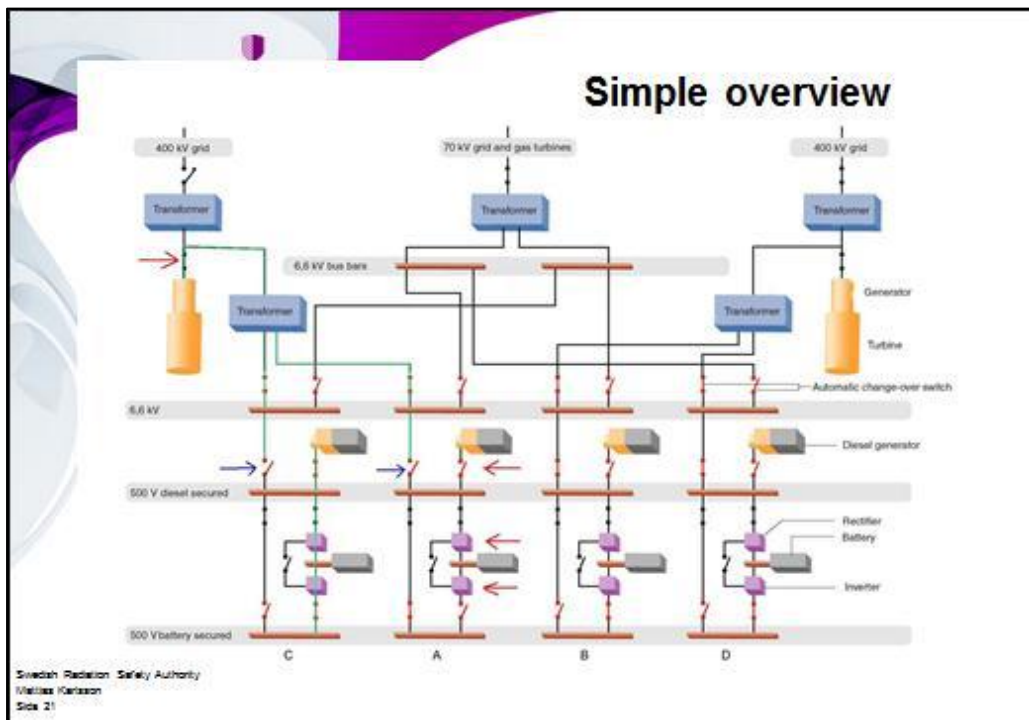 Simple overview
400 kV grid
70 kV grid and gas turbines
400 kV grid
Transformer
Transformer
Transformer
6,6 kV bus bars
Generator
Transformer
Transformer
Turbine
Automatic change-over switch
6,6 kV
Diesel generator
500 V diesel secured
Rectifier
Battery
Inverter
500 V battery secured
C
A
B
D
Swedish Radiation Safety Authority
Mattias Karlsson
Side 21